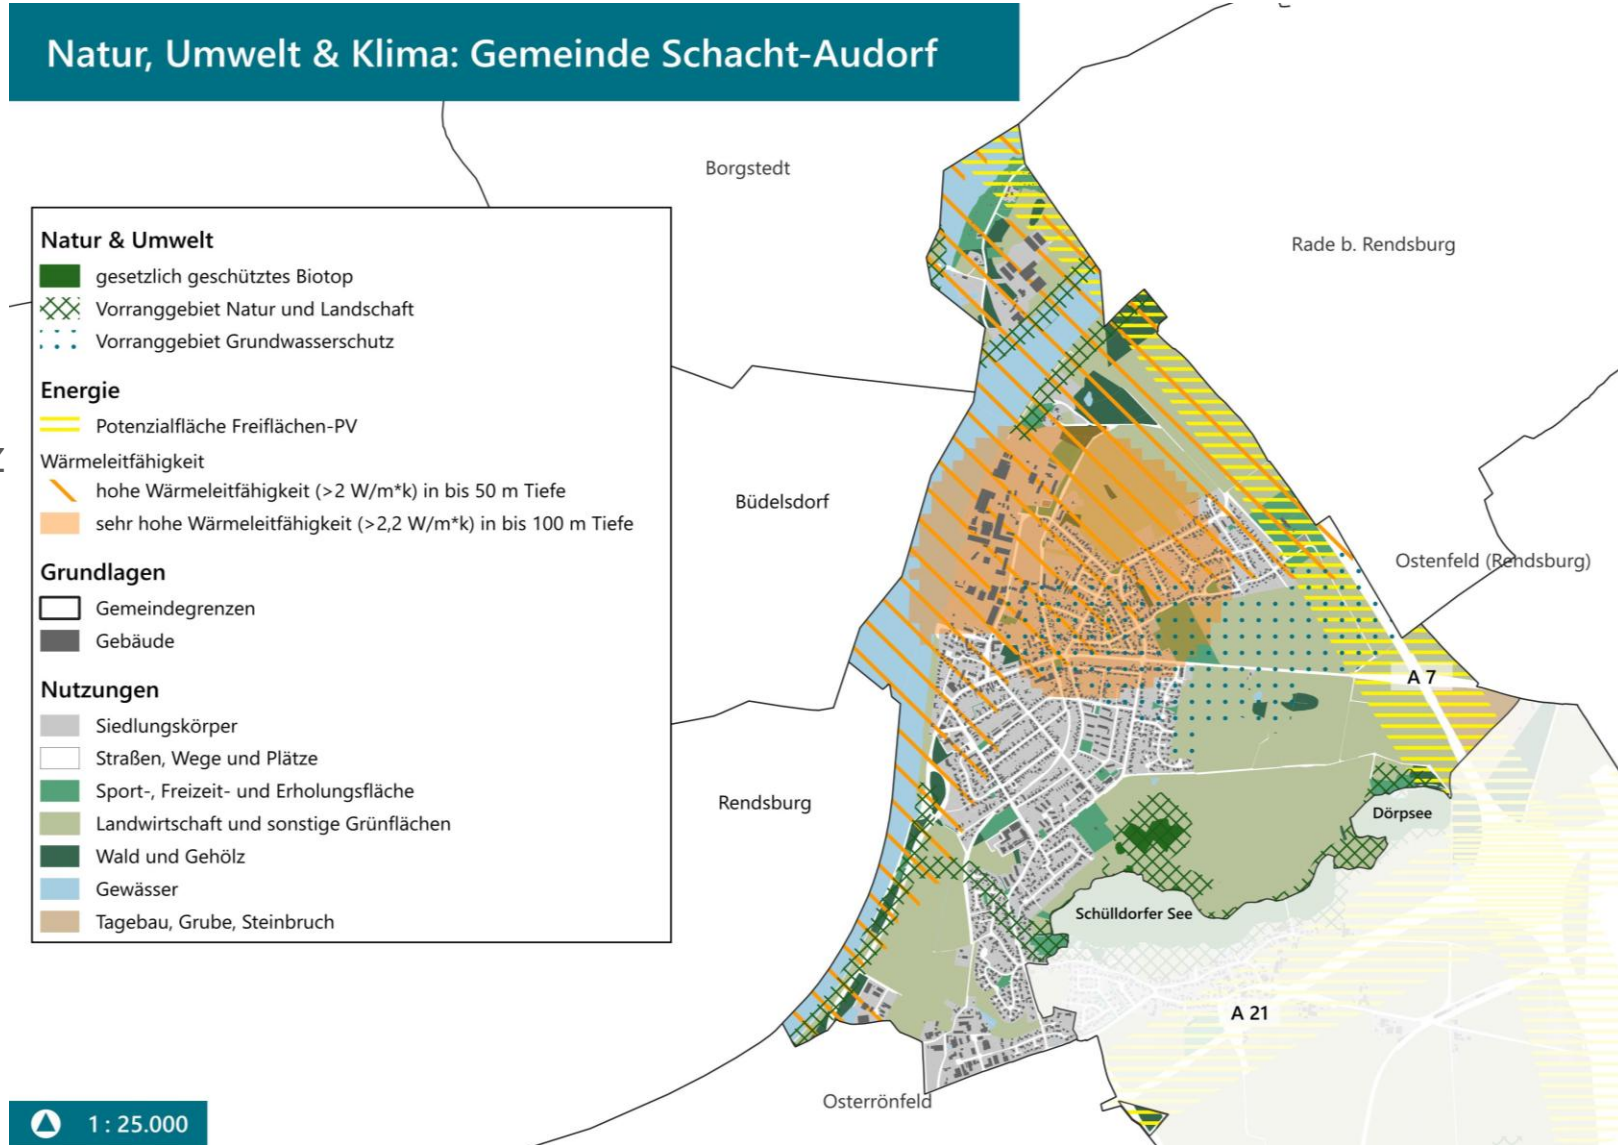 Natur, Umwelt & Klima: Gemeinde Schacht-Audorf
Borgstedt
Rade b. Rendsburg
Natur & Umwelt
gesetzlich geschütztes Biotop
Vorranggebiet Natur und Landschaft
Vorranggebiet Grundwasserschutz
Energie
Potenzialfläche Freiflächen-PV
Wärmeleitfähigkeit
hohe Wärmeleitfähigkeit (>2 W/m*k) in bis 50 m Tiefe
sehr hohe Wärmeleitfähigkeit (>2,2 W/m*k) in bis 100 m Tiefe
Grundlagen
Gemeindegrenzen
Gebäude
Nutzungen
Siedlungskörper
Straßen, Wege und Plätze
Sport-, Freizeit- und Erholungsfläche
Landwirtschaft und sonstige Grünflächen
Wald und Gehölz
Gewässer
Tagebau, Grube, Steinbruch
Büdelsdorf
Ostenfeld (Rendsburg)
A 7
Rendsburg
Dörpsee
Schülldorfer See
A 21
Osterrönfeld
1 : 25.000